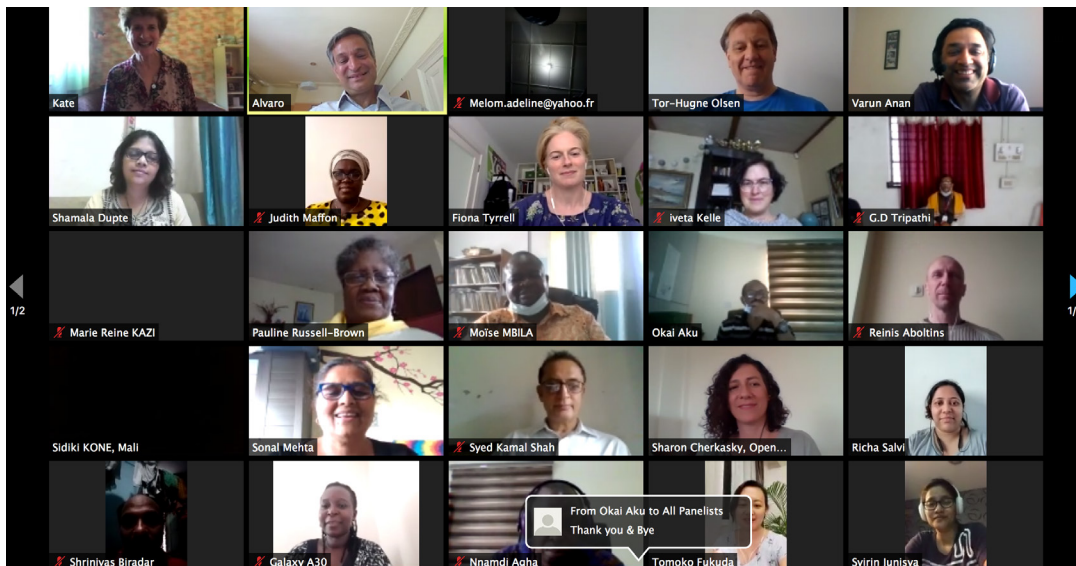 Kate
Alvaro
Melom.adeline@yahoo.fr
Tor-Hugne Olsen
Varun Anan
Shamala Dupte
Judith Maffon
Fiona Tyrrell
iveta Kelle
G.D Tripathi
1/2
1/
Marie Reine KAZI
Pauline Russell-Brown
Moïse MBILA
Okai Aku
Reinis Aboltins
Sidiki KONE, Mali
Sonal Mehta
Syed Kamal Shah
Sharon Cherkasky, Open...
Richa Salvi
From Okai Aku to All Panelists
Thank you & Bye
Shrinivas Biradar
Galaxy A30
Nnamdi Agha
Tomoko Fukuda
Syirin Junisya